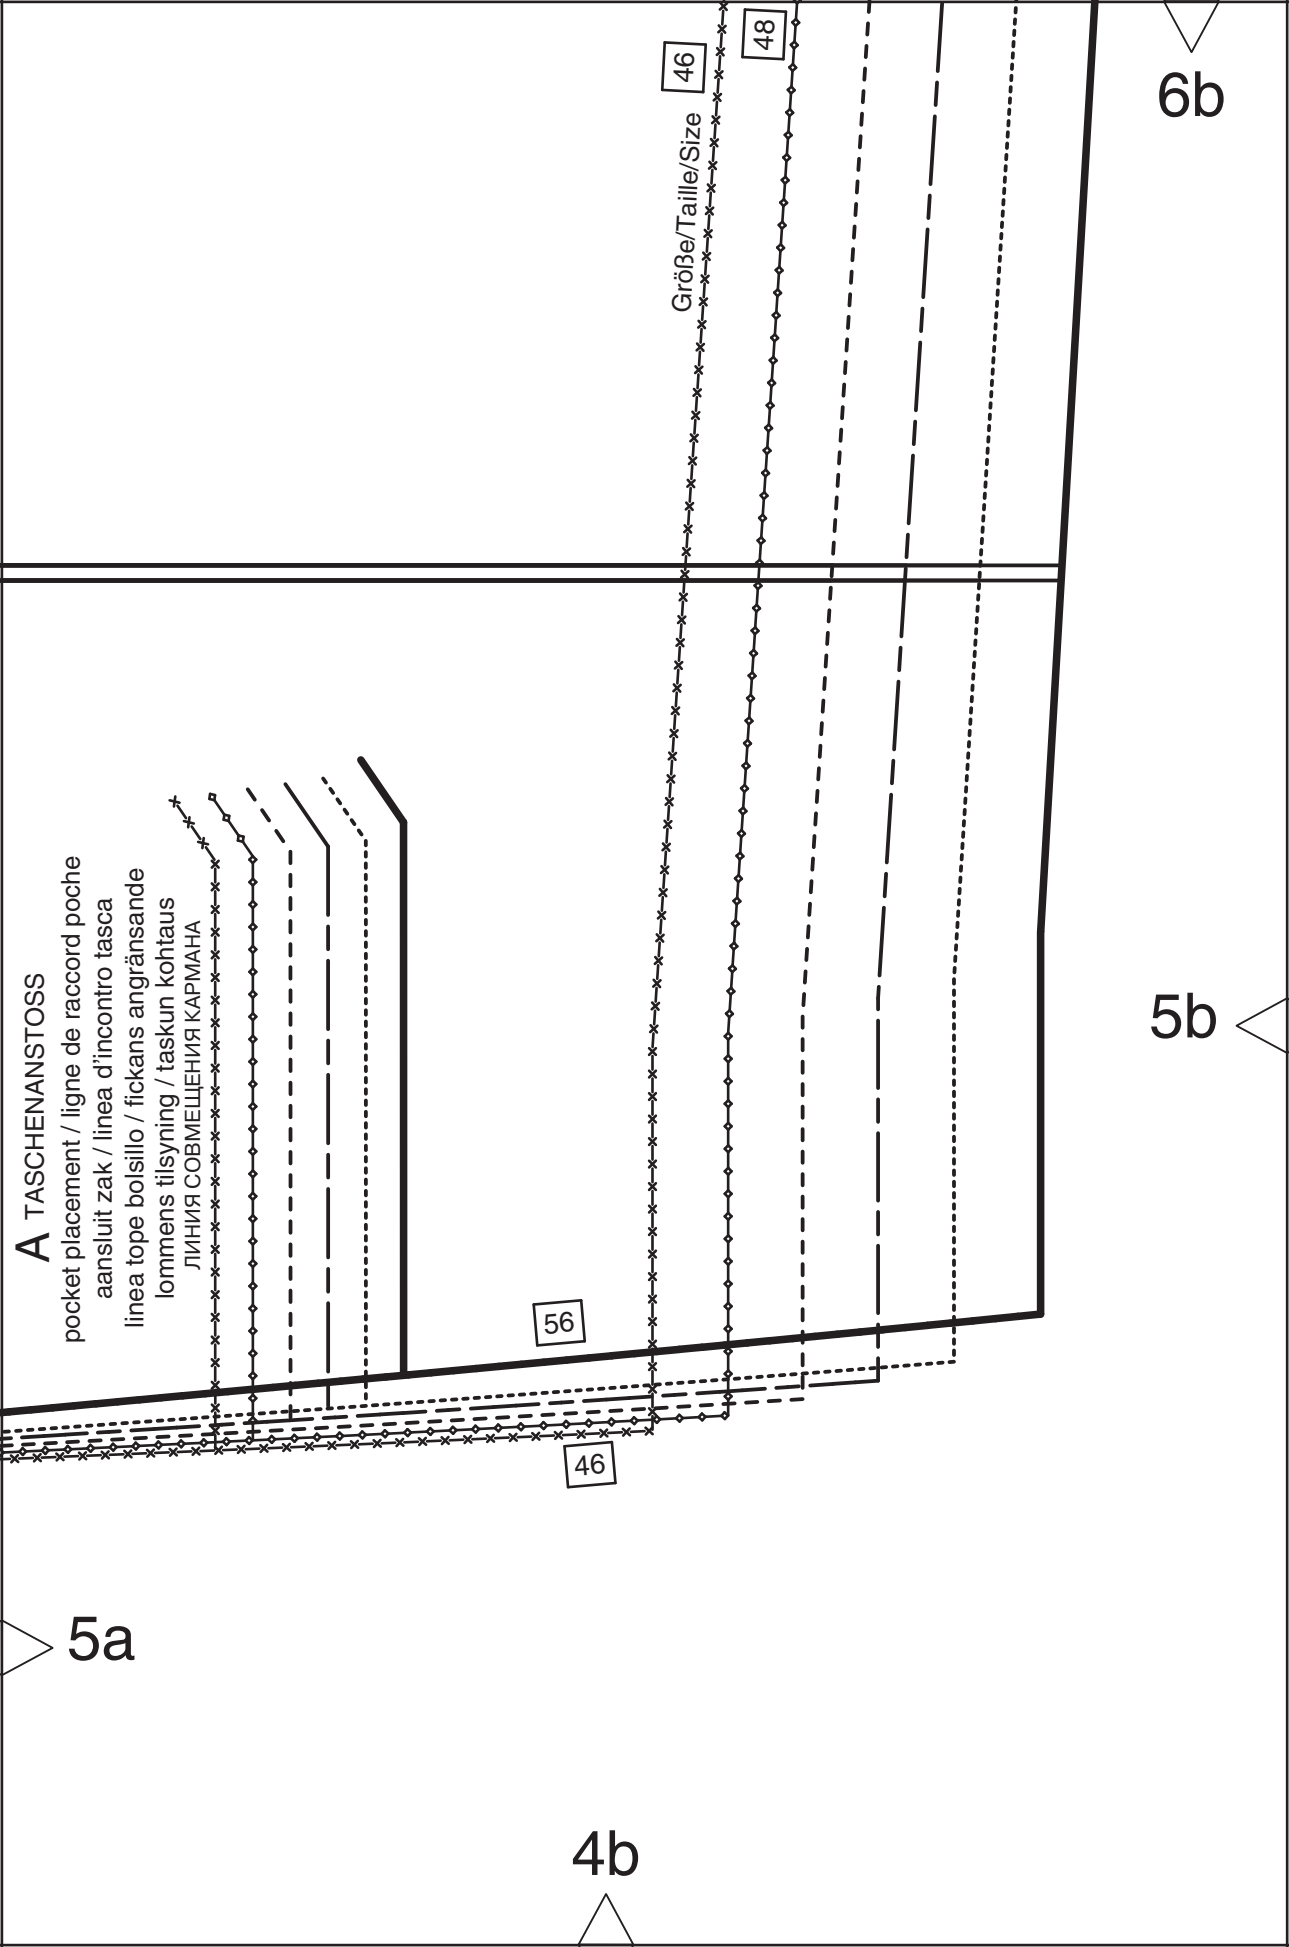 46
48
6b
Größe/Taille/Size
A TASCHENANSTOSS
pocket placement / ligne de raccord poche
aansluit zak / linea d'incontro tasca
linea tope bolsillo / fickans angränsande
lommens tilsyning / taskun kohtaus
ЛИНИЯ СОВМЕЩЕНИЯ КАРМАНА
5b
56
46
5a
4b